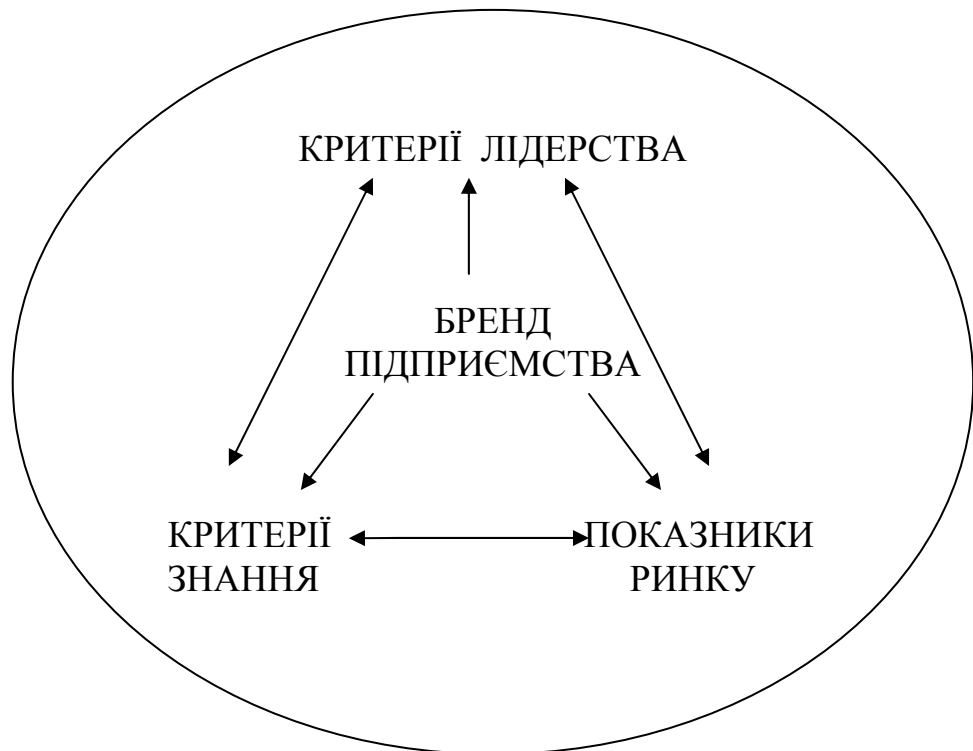 КРИТЕРІЇ ЛІДЕРСТВА
БРЕНД
ПІДПРИЄМСТВА
КРИТЕРІЇ
ЗНАННЯ
ПОКАЗНИКИ
РИНКУ